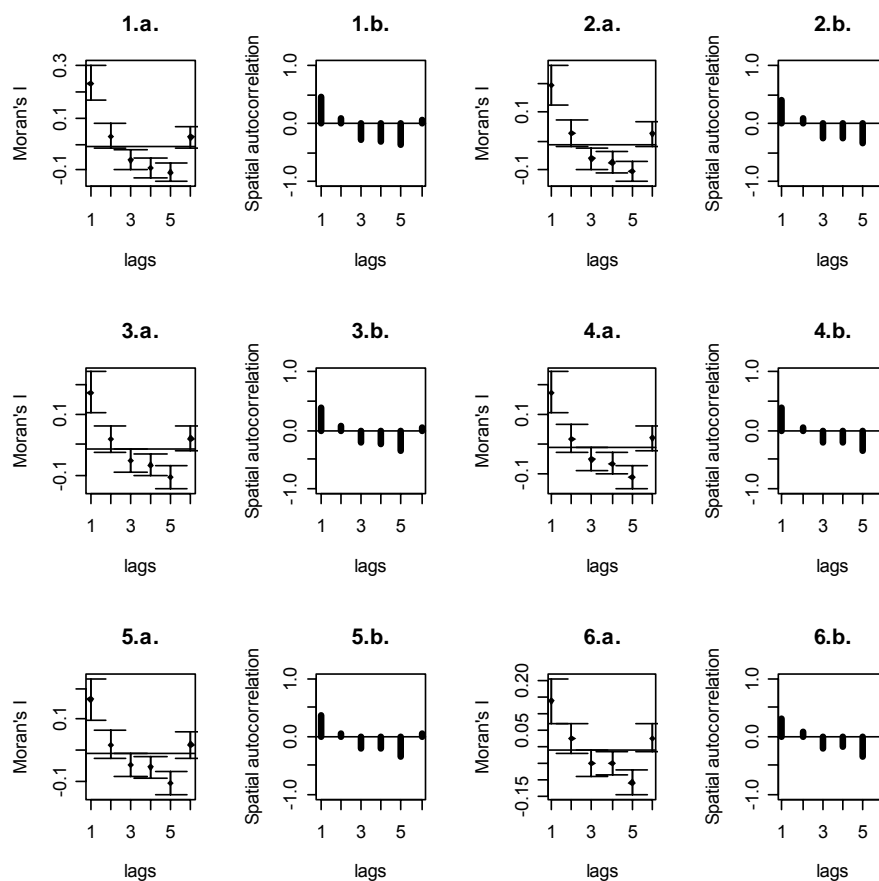 1.a.
Moran's I
0.3
0.1
-0.1
1 3 5
lags
1.b.
Spatial autocorrelation
1.0
0.0
-1.0
1 3 5
lags
2.a.
Moran's I
0.1
-0.1
1 3 5
lags
2.b.
Spatial autocorrelation
1.0
0.0
-1.0
1 3 5
lags
3.a.
Moran's I
0.1
-0.1
1 3 5
lags
3.b.
Spatial autocorrelation
1.0
0.0
-1.0
1 3 5
lags
4.a.
Moran's I
0.1
-0.1
1 3 5
lags
4.b.
Spatial autocorrelation
1.0
0.0
-1.0
1 3 5
lags
5.a.
Moran's I
0.1
-0.1
1 3 5
lags
5.b.
Spatial autocorrelation
1.0
0.0
-1.0
1 3 5
lags
6.a.
Moran's I
0.20
0.05
-0.15
1 3 5
lags
6.b.
Spatial autocorrelation
1.0
0.0
-1.0
1 3 5
lags